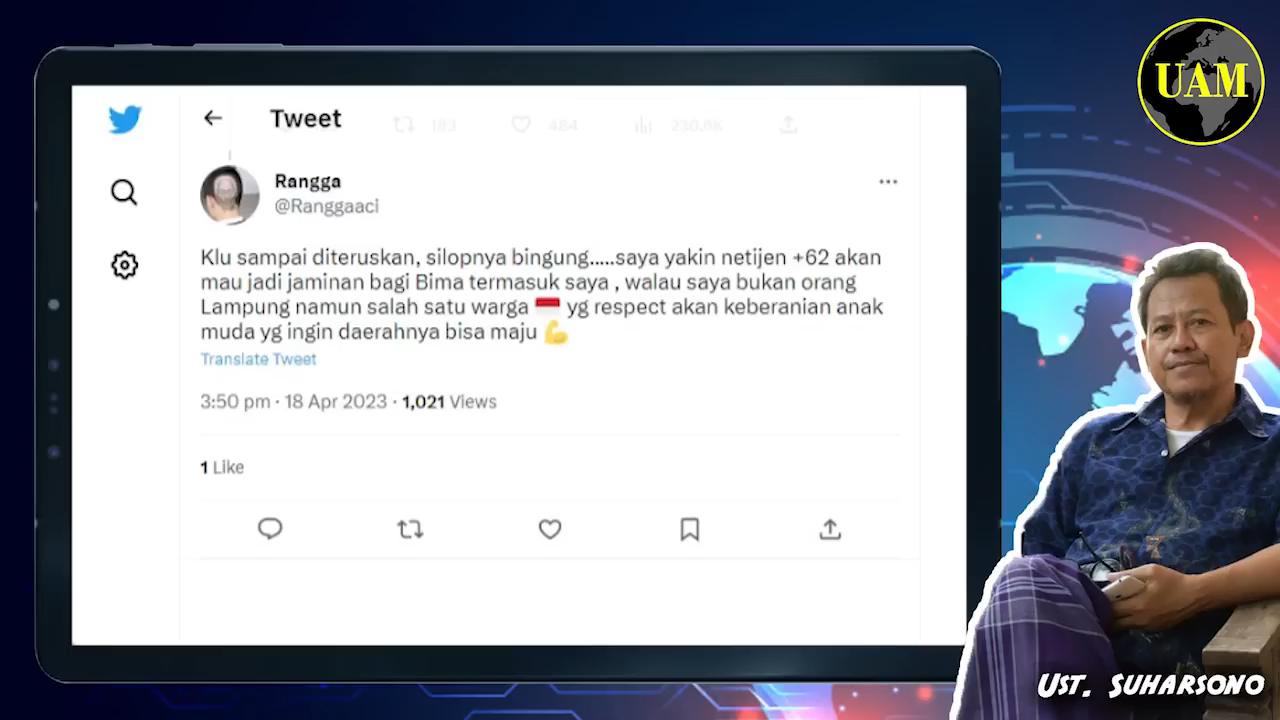 UAM
Tweet
183 484 230.6K
Rangga
@Ranggaaci
Klu sampai diteruskan, silopnya bingung.....saya yakin netijen +62 akan
mau jadi jaminan bagi Bima termasuk saya , walau saya bukan orang
Lampung namun salah satu warga 🇮🇩 yg respect akan keberanian anak
muda yg ingin daerahnya bisa maju 💪
Translate Tweet
3:50 pm · 18 Apr 2023 · 1,021 Views
1 Like
Ust. Suharsono